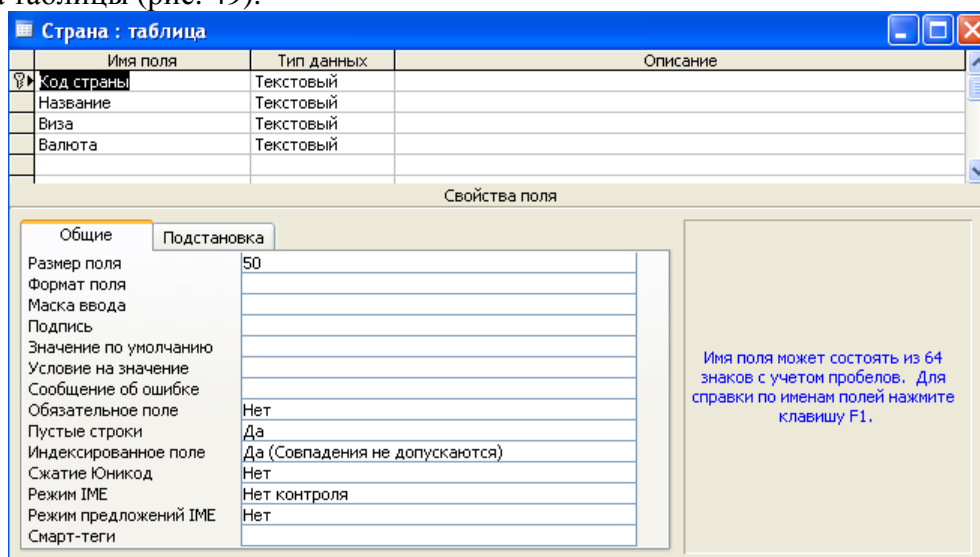 таблицы (рис. 49).
Страна : таблица
Имя поля Тип данных Описание
Код страны Текстовый
Название Текстовый
Виза Текстовый
Валюта Текстовый
Свойства поля
Общие Подстановка
Размер поля 50
Формат поля
Маска ввода
Подпись
Значение по умолчанию
Условие на значение
Сообщение об ошибке
Обязательное поле Нет
Пустые строки Да
Индексированное поле Да (Совпадения не допускаются)
Сжатие Юникод Нет
Режим IME Нет контроля
Режим предложений IME Нет
Смарт-теги
Имя поля может состоять из 64
знаков с учетом пробелов. Для
справки по именам полей нажмите
клавишу F1.